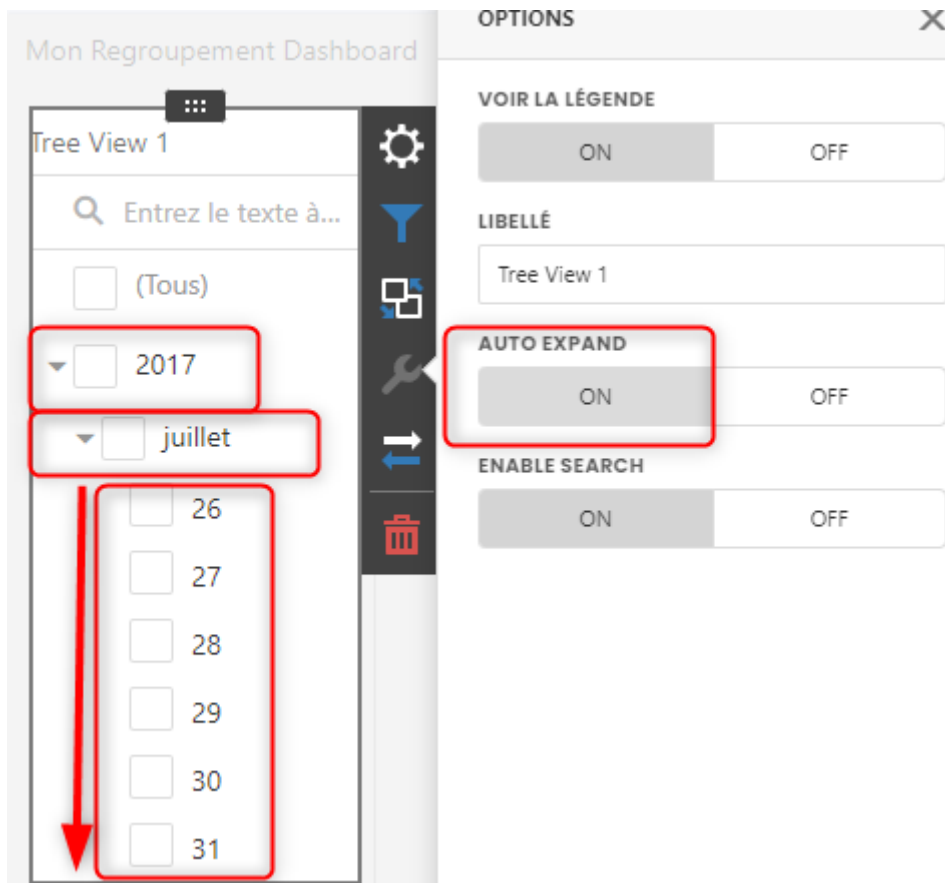 Mon Regroupement Dashboard
Tree View 1
Entrez le texte à...
(Tous)
2017
juillet
26
27
28
29
30
31
OPTIONS
VOIR LA LÉGENDE
ON OFF
LIBELLÉ
Tree View 1
AUTO EXPAND
ON OFF
ENABLE SEARCH
ON OFF